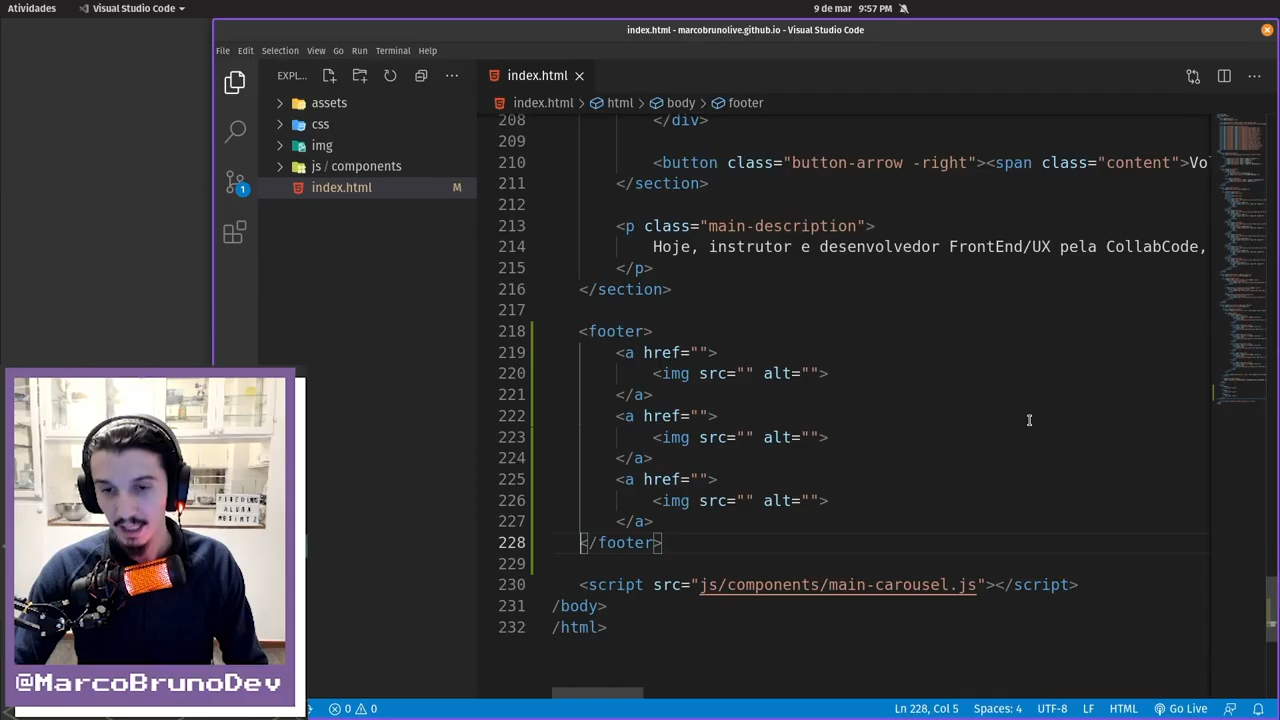 Atividades
Visual Studio Code
9 de mar 9:57 PM
index.html - marcobrunolive.github.io - Visual Studio Code
File Edit Selection View Go Run Terminal Help
EXPL...
index.html
assets
css
img
js / components
index.html M
1
index.html > html > body > footer
208 </div>
209
210 <button class="button-arrow -right"><span class="content">Vo
211 </section>
212
213 <p class="main-description">
214 Hoje, instrutor e desenvolvedor FrontEnd/UX pela CollabCode,
215 </p>
216 </section>
217
218 <footer>
219 <a href="">
220 <img src="" alt="">
221 </a>
222 <a href="">
223 <img src="" alt="">
224 </a>
225 <a href="">
226 <img src="" alt="">
227 </a>
228 </footer>
229
230 <script src="js/components/main-carousel.js"></script>
231 /body>
232 /html>
@MarcoBrunoDev
0 0
Ln 228, Col 5
Spaces: 4
UTF-8
LF
HTML
Go Live